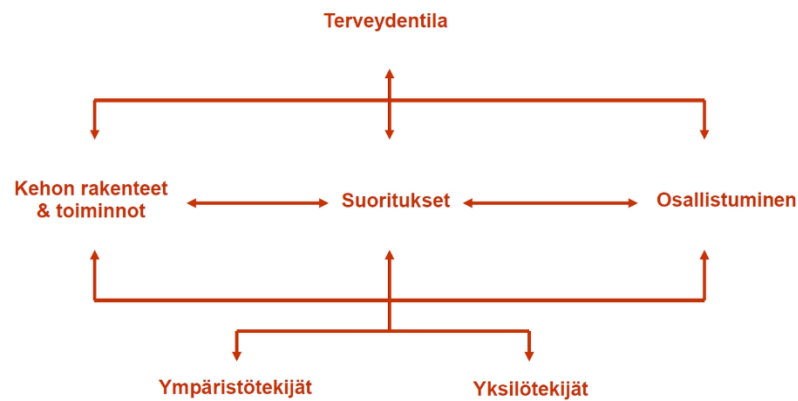 Terveydentila
Kehon rakenteet
& toiminnot
Suoritukset
Osallistuminen
Ympäristötekijät
Yksilötekijät